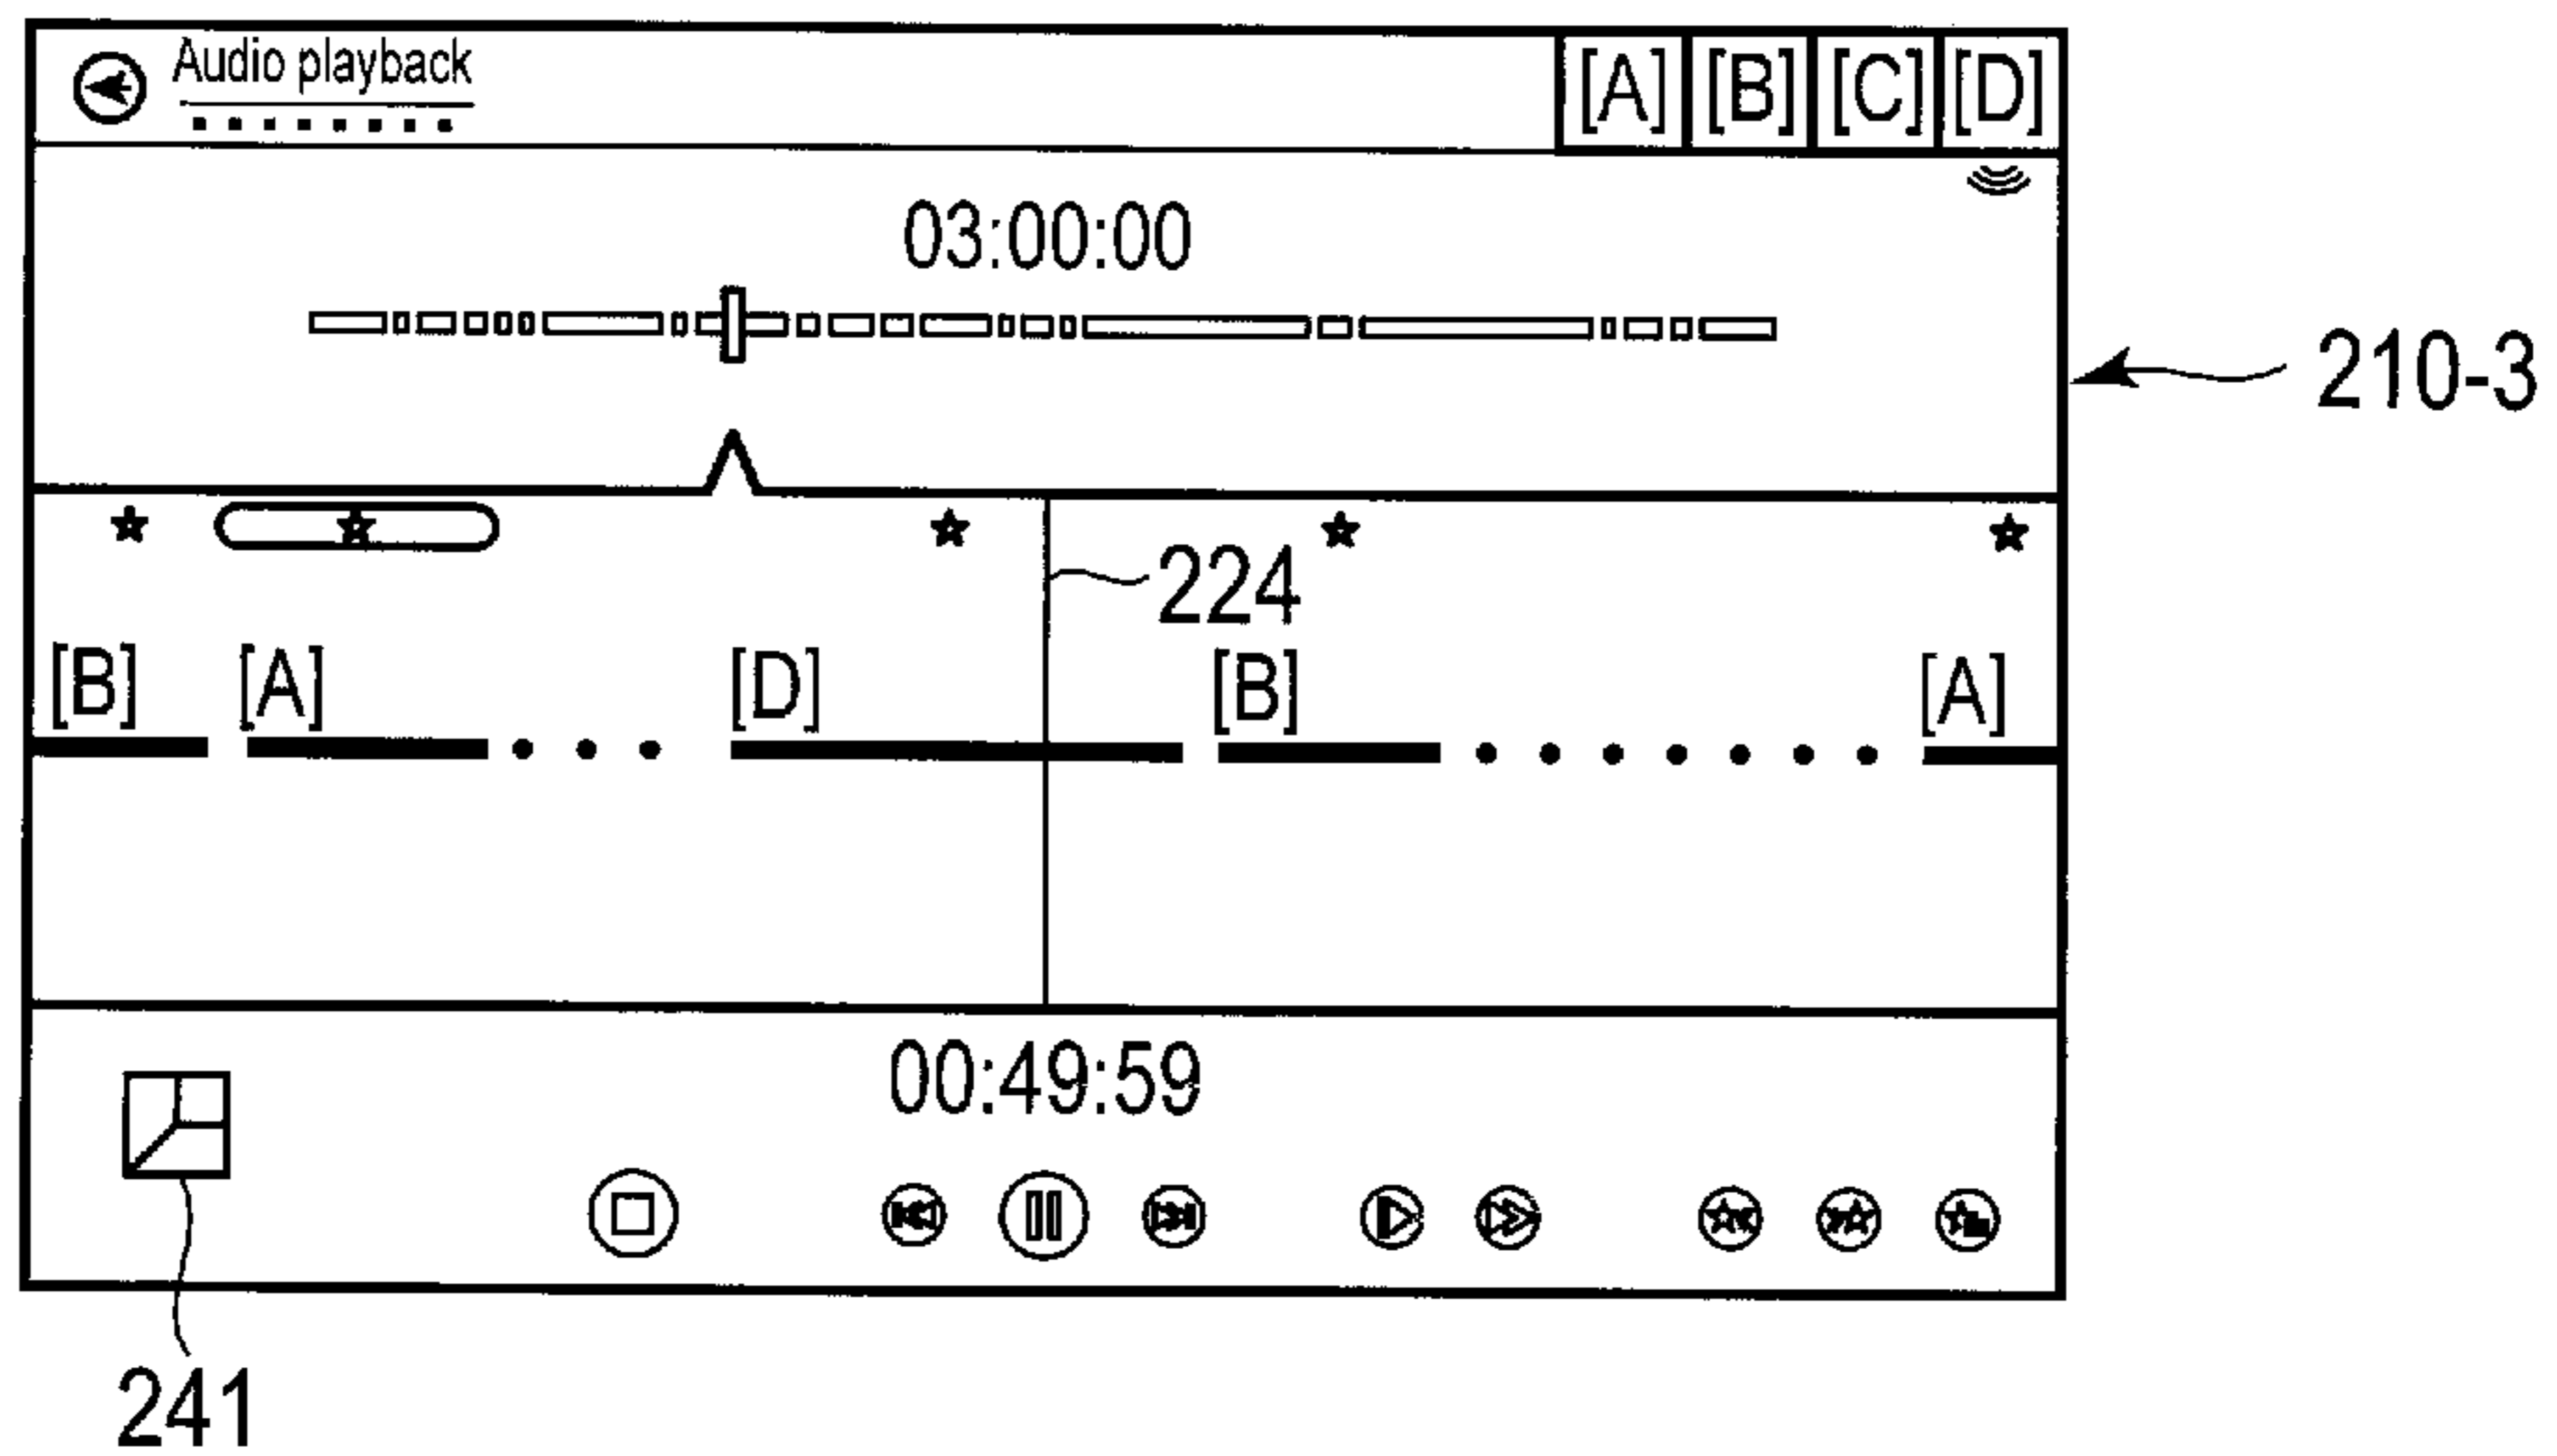 Audio playback
[A] [B] [C] [D]
03:00:00
210-3
224
[B] [A] [D] [B] [A]
00:49:59
241